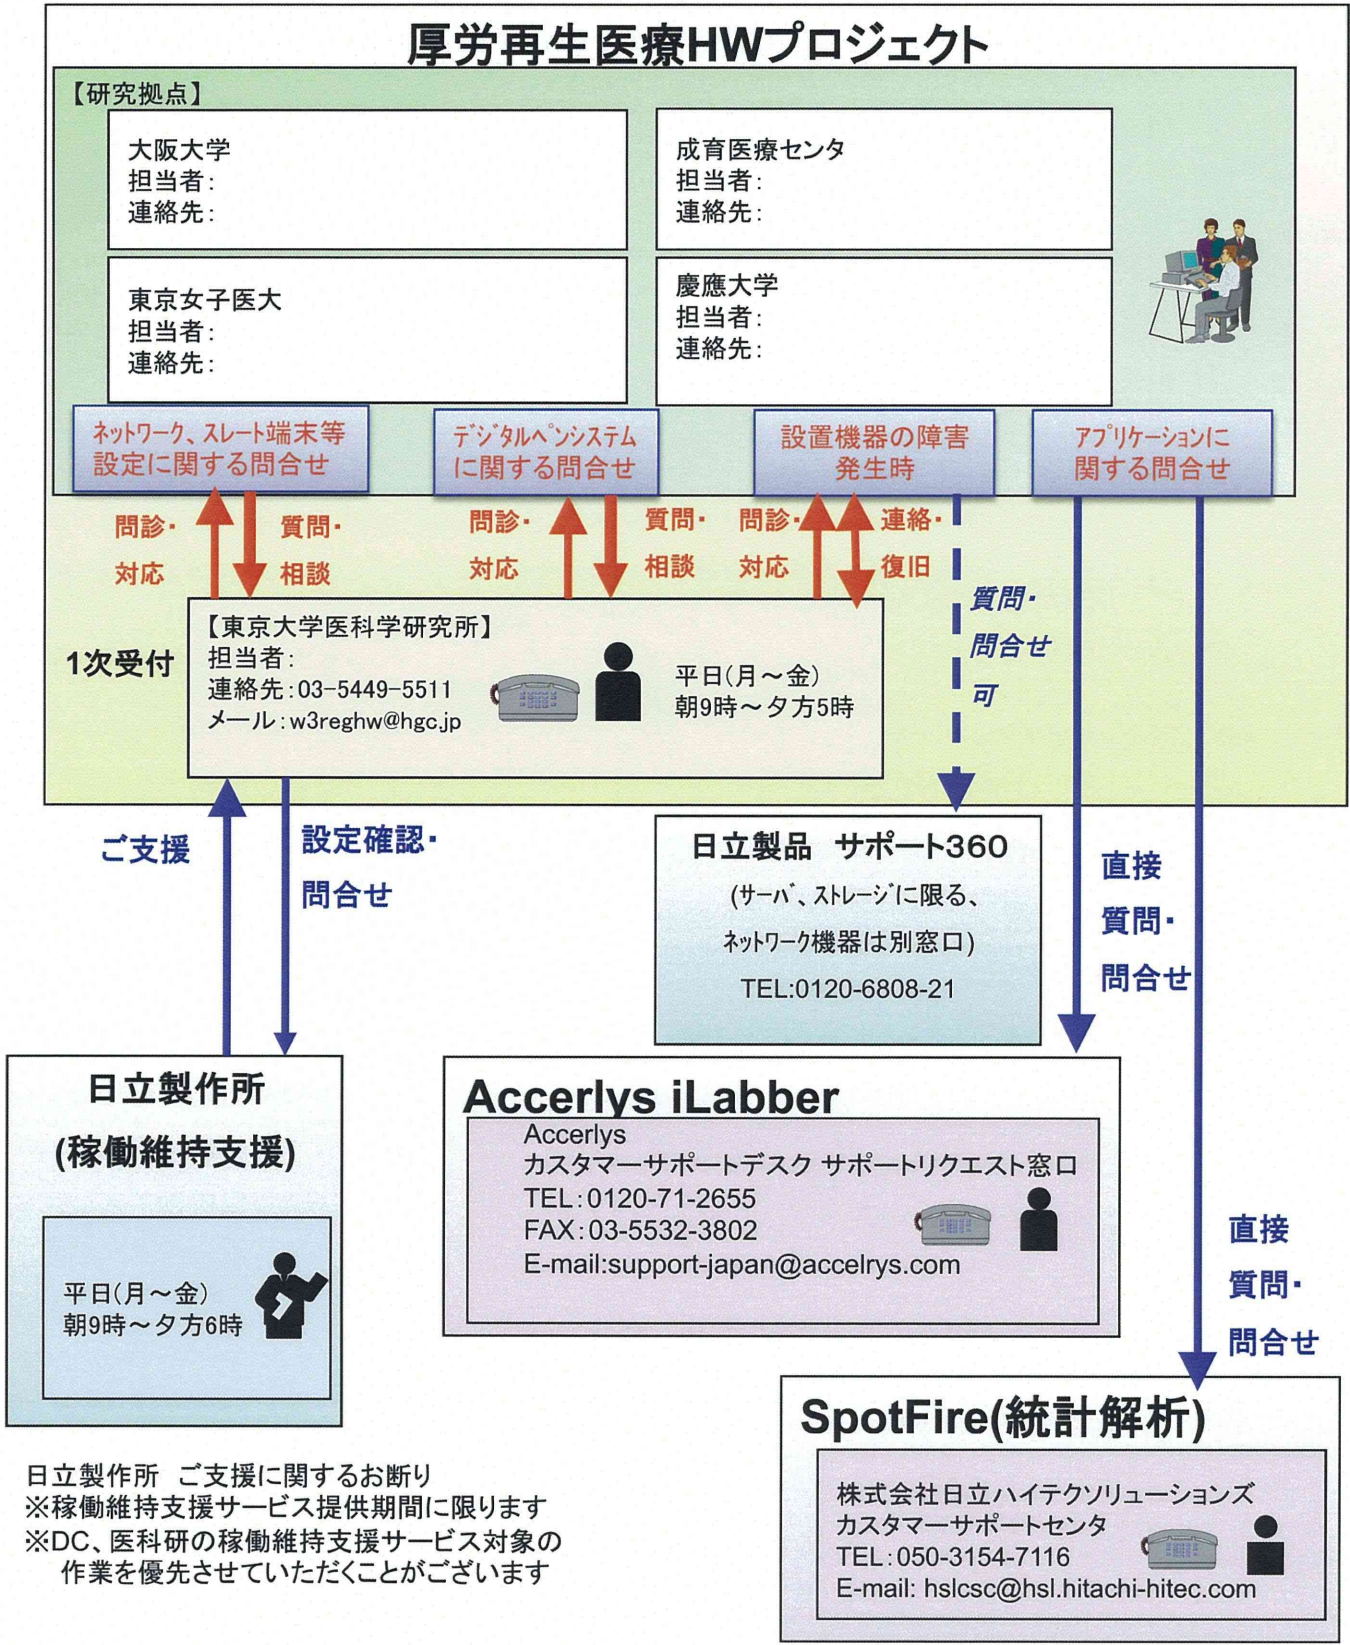 厚労再生医療HWプロジェクト
【研究拠点】
大阪大学
担当者：
連絡先：
成育医療センタ
担当者：
連絡先：
東京女子医大
担当者：
連絡先：
慶應大学
担当者：
連絡先：
ﾈｯﾄﾜｰｸ、ｽﾚｰﾄ端末等
設定に関する問合せ
ﾃﾞｼﾞﾀﾙﾍﾟﾝｼｽﾃﾑ
に関する問合せ
設置機器の障害
発生時
ｱﾌﾟﾘｹｰｼｮﾝに
関する問合せ
問診・
対応
質問・
相談
問診・
対応
質問・
相談
問診・
対応
連絡・
復旧
質問・
問合せ
可
1次受付
【東京大学医科学研究所】
担当者：
連絡先：03-5449-5511
メール：w3reghw@hgc.jp
平日(月～金)
朝9時～夕方5時
ご支援
設定確認・
問合せ
日立製品　サポート360
(ｻｰﾊﾞ、ｽﾄﾚｰｼﾞに限る、
ﾈｯﾄﾜｰｸ機器は別窓口)
TEL:0120-6808-21
直接
質問・
問合せ
日立製作所
(稼働維持支援)
平日(月～金)
朝9時～夕方6時
Accerlys iLabber
Accerlys
カスタマーサポートデスク サポートリクエスト窓口
TEL：0120-71-2655
FAX：03-5532-3802
E-mail:support-japan@accelrys.com
直接
質問・
問合せ
SpotFire(統計解析)
株式会社日立ハイテクソリューションズ
カスタマーサポートセンタ
TEL：050-3154-7116
E-mail: hslcsc@hsl.hitachi-hitec.com
日立製作所　ご支援に関するお断り
※稼働維持支援サービス提供期間に限ります
※DC、医科研の稼働維持支援サービス対象の
作業を優先させていただくことがございます